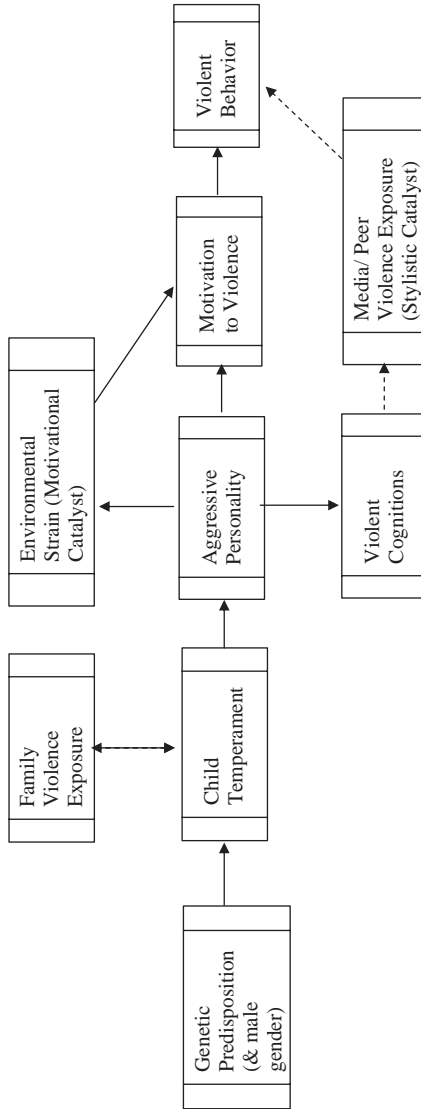 Genetic
Predisposition
(& male
gender)
Family
Violence
Exposure
Child
Temperament
Environmental
Strain (Motivational
Catalyst)
Aggressive
Personality
Violent
Cognitions
Motivation
to Violence
Media/ Peer
Violence Exposure
(Stylistic Catalyst)
Violent
Behavior